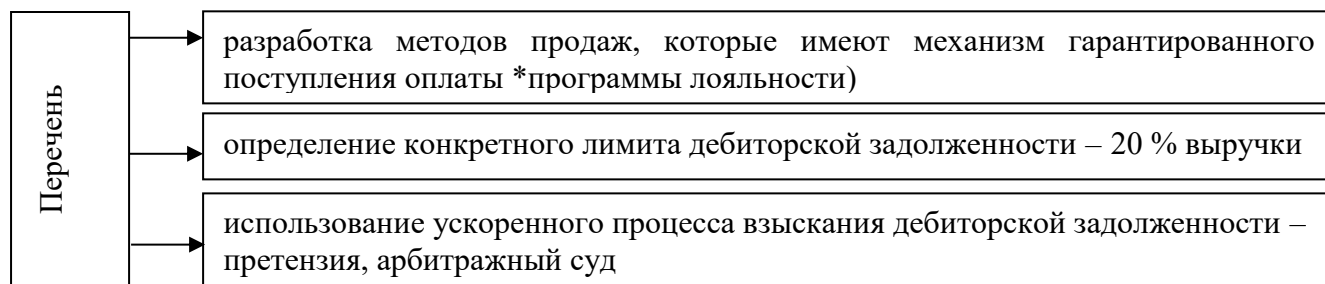 Перечень
разработка методов продаж, которые имеют механизм гарантированного
поступления оплаты *программы лояльности)
определение конкретного лимита дебиторской задолженности – 20 % выручки
использование ускоренного процесса взыскания дебиторской задолженности –
претензия, арбитражный суд